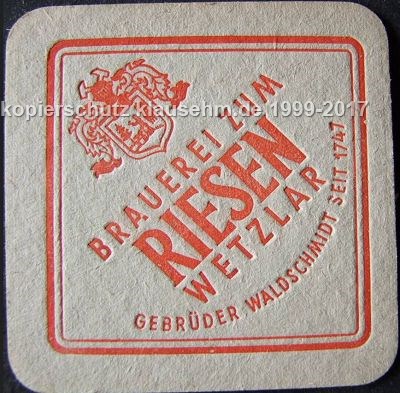 kopierschutz klausehm.de 1999-2017
BRAUEREI ZUM
RIESEN
WETZLAR
GEBRÜDER WALDSCHMIDT SEIT 1747